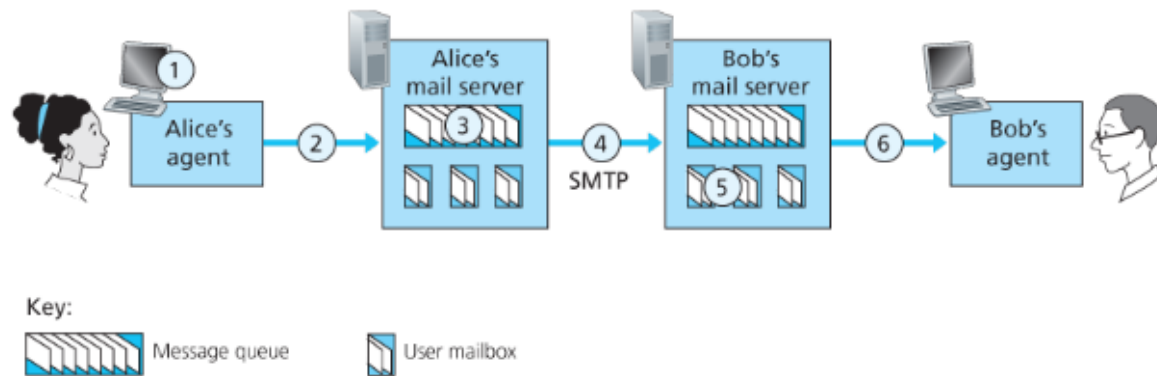 1
Alice's
agent
2
Alice's
mail server
3
4
SMTP
Bob's
mail server
5
6
Bob's
agent
Key:
Message queue
User mailbox